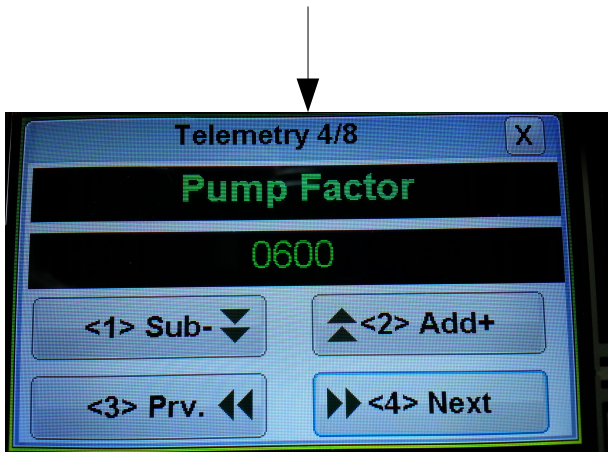 Telemetry 4/8
X
Pump Factor
0600
<1> Sub-
<2> Add+
<3> Prv.
<4> Next